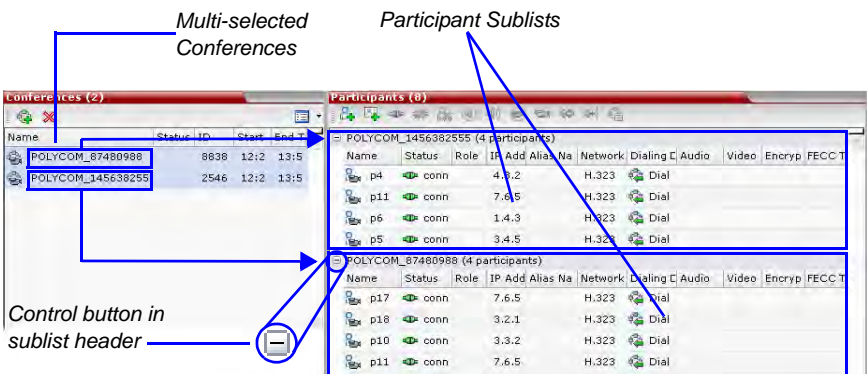 Multi-selected
Conferences
Participant Sublists
Conferences (2)
Name Status ID Start End T
POLYCOM_87480988 8838 12:2 13:5
POLYCOM_145638255 2546 12:2 13:5
Participants (8)
POLYCOM_1456382555 (4 participants)
Name Status Role IP Add Alias Na Network Dialing D Audio Video Encryp FECC T
p4 conn 4.3.2 H.323 Dial
p11 conn 7.6.5 H.323 Dial
p6 conn 1.4.3 H.323 Dial
p5 conn 3.4.5 H.323 Dial
POLYCOM_87480988 (4 participants)
Name Status Role IP Add Alias Na Network Dialing D Audio Video Encryp FECC T
p17 conn 7.6.5 H.323 Dial
p18 conn 3.2.1 H.323 Dial
p10 conn 3.3.2 H.323 Dial
p11 conn 7.6.5 H.323 Dial
Control button in
sublist header